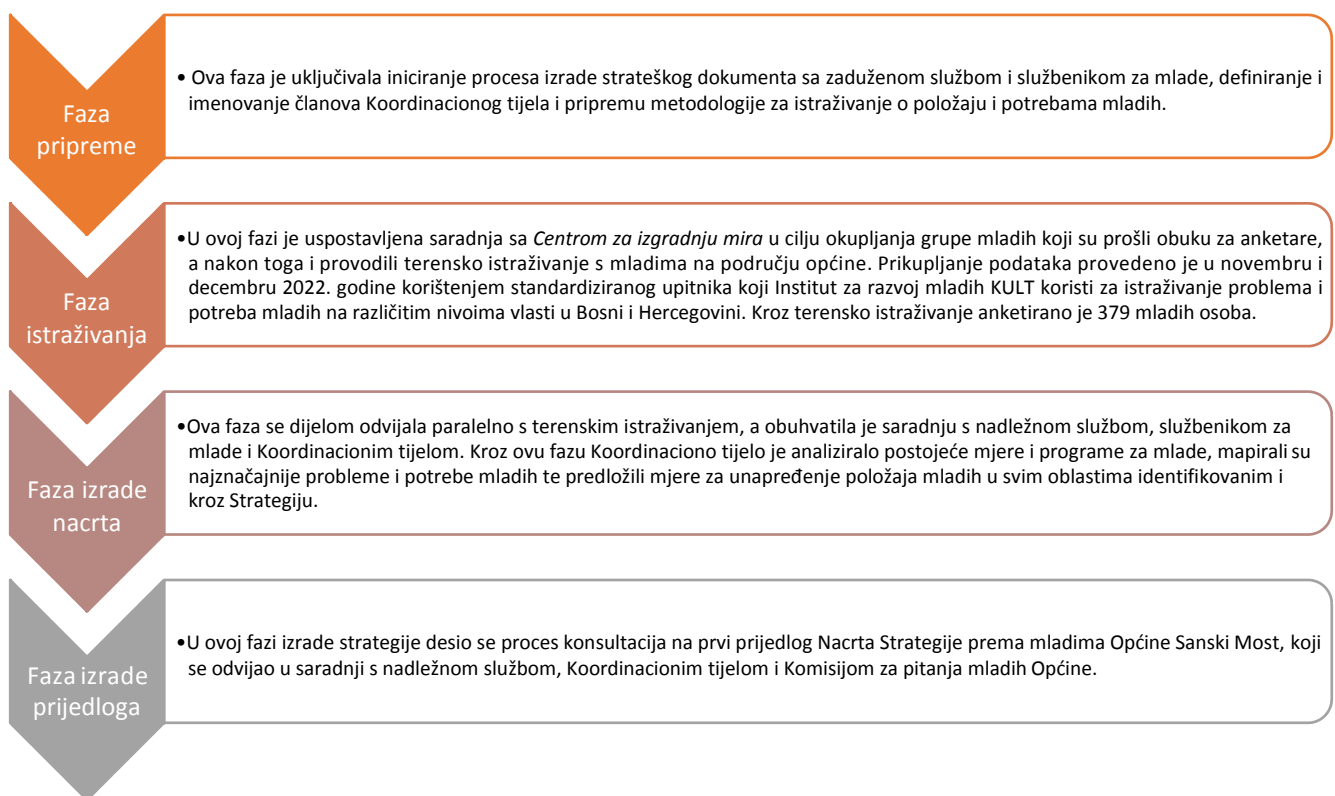 Faza
pripreme
• Ova faza je uključivala iniciranje procesa izrade strateškog dokumenta sa zaduženom službom i službenikom za mlade, definiranje i
imenovanje članova Koordinacionog tijela i pripremu metodologije za istraživanje o položaju i potrebama mladih.
Faza
istraživanja
•U ovoj fazi je uspostavljena saradnja sa Centrom za izgradnju mira u cilju okupljanja grupe mladih koji su prošli obuku za anketare,
a nakon toga i provodili terensko istraživanje s mladima na području općine. Prikupljanje podataka provedeno je u novembru i
decembru 2022. godine korištenjem standardiziranog upitnika koji Institut za razvoj mladih KULT koristi za istraživanje problema i
potreba mladih na različitim nivoima vlasti u Bosni i Hercegovini. Kroz terensko istraživanje anketirano je 379 mladih osoba.
Faza izrade
nacrta
•Ova faza se dijelom odvijala paralelno s terenskim istraživanjem, a obuhvatila je saradnju s nadležnom službom, službenikom za
mlade i Koordinacionim tijelom. Kroz ovu fazu Koordinaciono tijelo je analiziralo postojeće mjere i programe za mlade, mapirali su
najznačajnije probleme i potrebe mladih te predložili mjere za unapređenje položaja mladih u svim oblastima identifikovanim i
kroz Strategiju.
Faza izrade
prijedloga
•U ovoj fazi izrade strategije desio se proces konsultacija na prvi prijedlog Nacrta Strategije prema mladima Općine Sanski Most, koji
se odvijao u saradnji s nadležnom službom, Koordinacionim tijelom i Komisijom za pitanja mladih Općine.